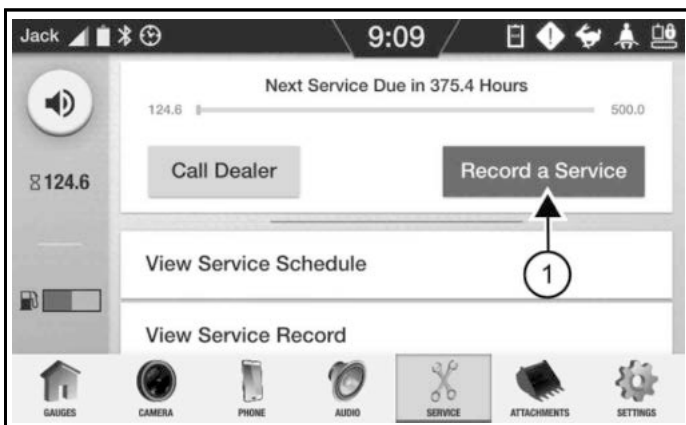 Jack 9:09
Next Service Due in 375.4 Hours
124.6 500.0
Call Dealer Record a Service
124.6
View Service Schedule
1
View Service Record
GAUGES CAMERA PHONE AUDIO SERVICE ATTACHMENTS SETTINGS